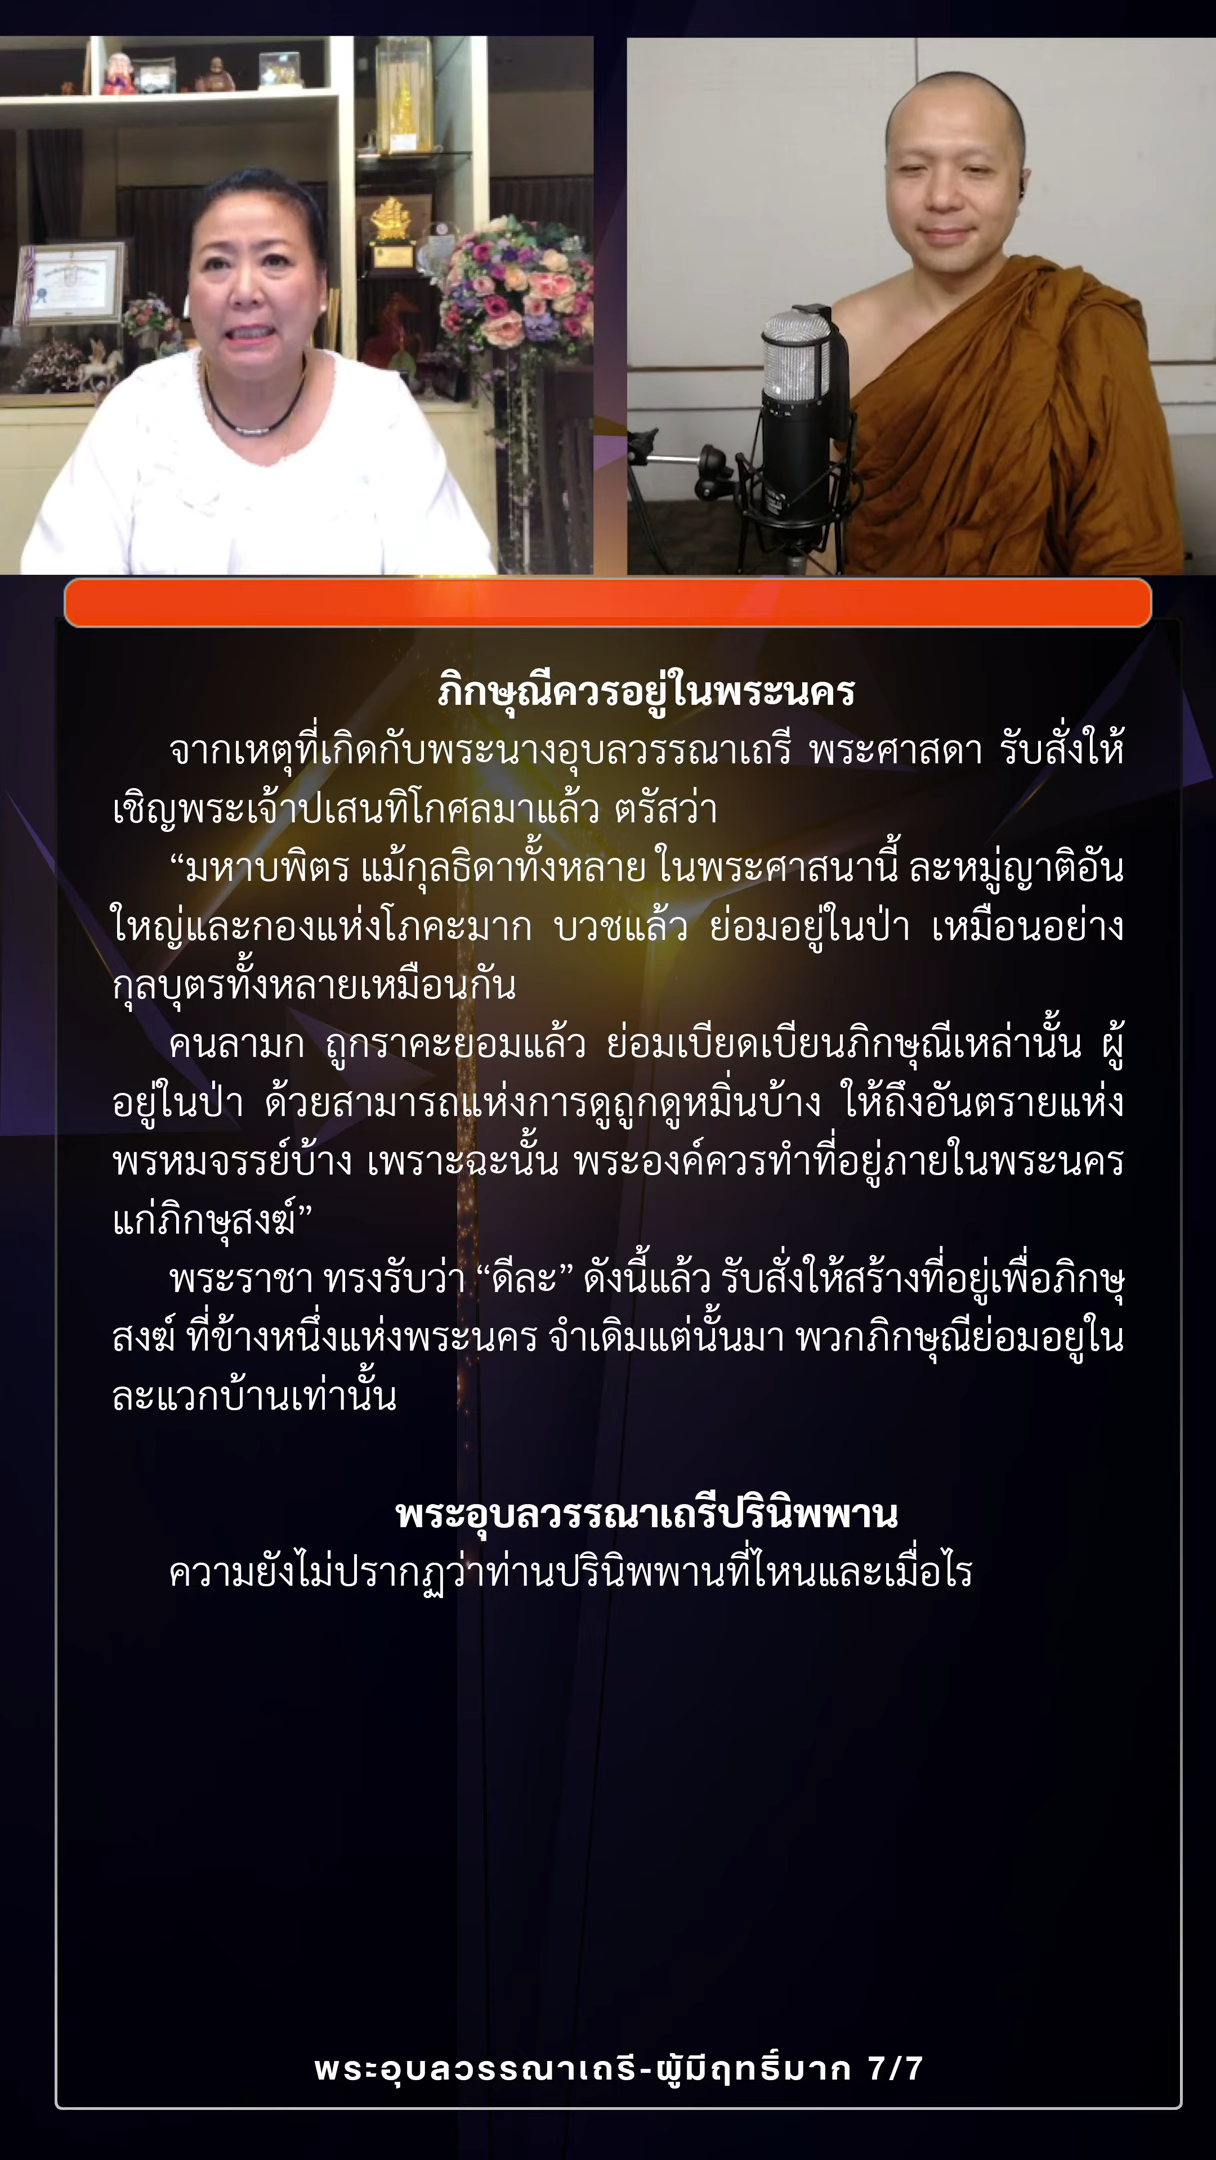 ภิกษุณีควรอยู่ในพระนคร
จากเหตุที่เกิดกับพระนางอุบลวรรณาเถรี พระศาสดา รับสั่งให้
เชิญพระเจ้าปเสนทิโกศลมาแล้ว ตรัสว่า
“มหาบพิตร แม้กุลธิดาทั้งหลาย ในพระศาสนานี้ ละหมู่ญาติอัน
ใหญ่และกองแห่งโภคะมาก บวชแล้ว ย่อมอยู่ในป่า เหมือนอย่าง
กุลบุตรทั้งหลายเหมือนกัน
คนลามก ถูกราคะยอมแล้ว ย่อมเบียดเบียนภิกษุณีเหล่านั้น ผู้
อยู่ในป่า ด้วยสามารถแห่งการดูถูกดูหมิ่นบ้าง ให้ถึงอันตรายแห่ง
พรหมจรรย์บ้าง เพราะฉะนั้น พระองค์ควรทำที่อยู่ภายในพระนคร
แก่ภิกษุสงฆ์”
พระราชา ทรงรับว่า “ดีละ” ดังนี้แล้ว รับสั่งให้สร้างที่อยู่เพื่อภิกษุ
สงฆ์ ที่ข้างหนึ่งแห่งพระนคร จำเดิมแต่นั้นมา พวกภิกษุณีย่อมอยูใน
ละแวกบ้านเท่านั้น
พระอุบลวรรณาเถรีปรินิพพาน
ความยังไม่ปรากฏว่าท่านปรินิพพานที่ไหนและเมื่อไร
พระอุบลวรรณาเถรี-ผู้มีฤทธิ์มาก 7/7